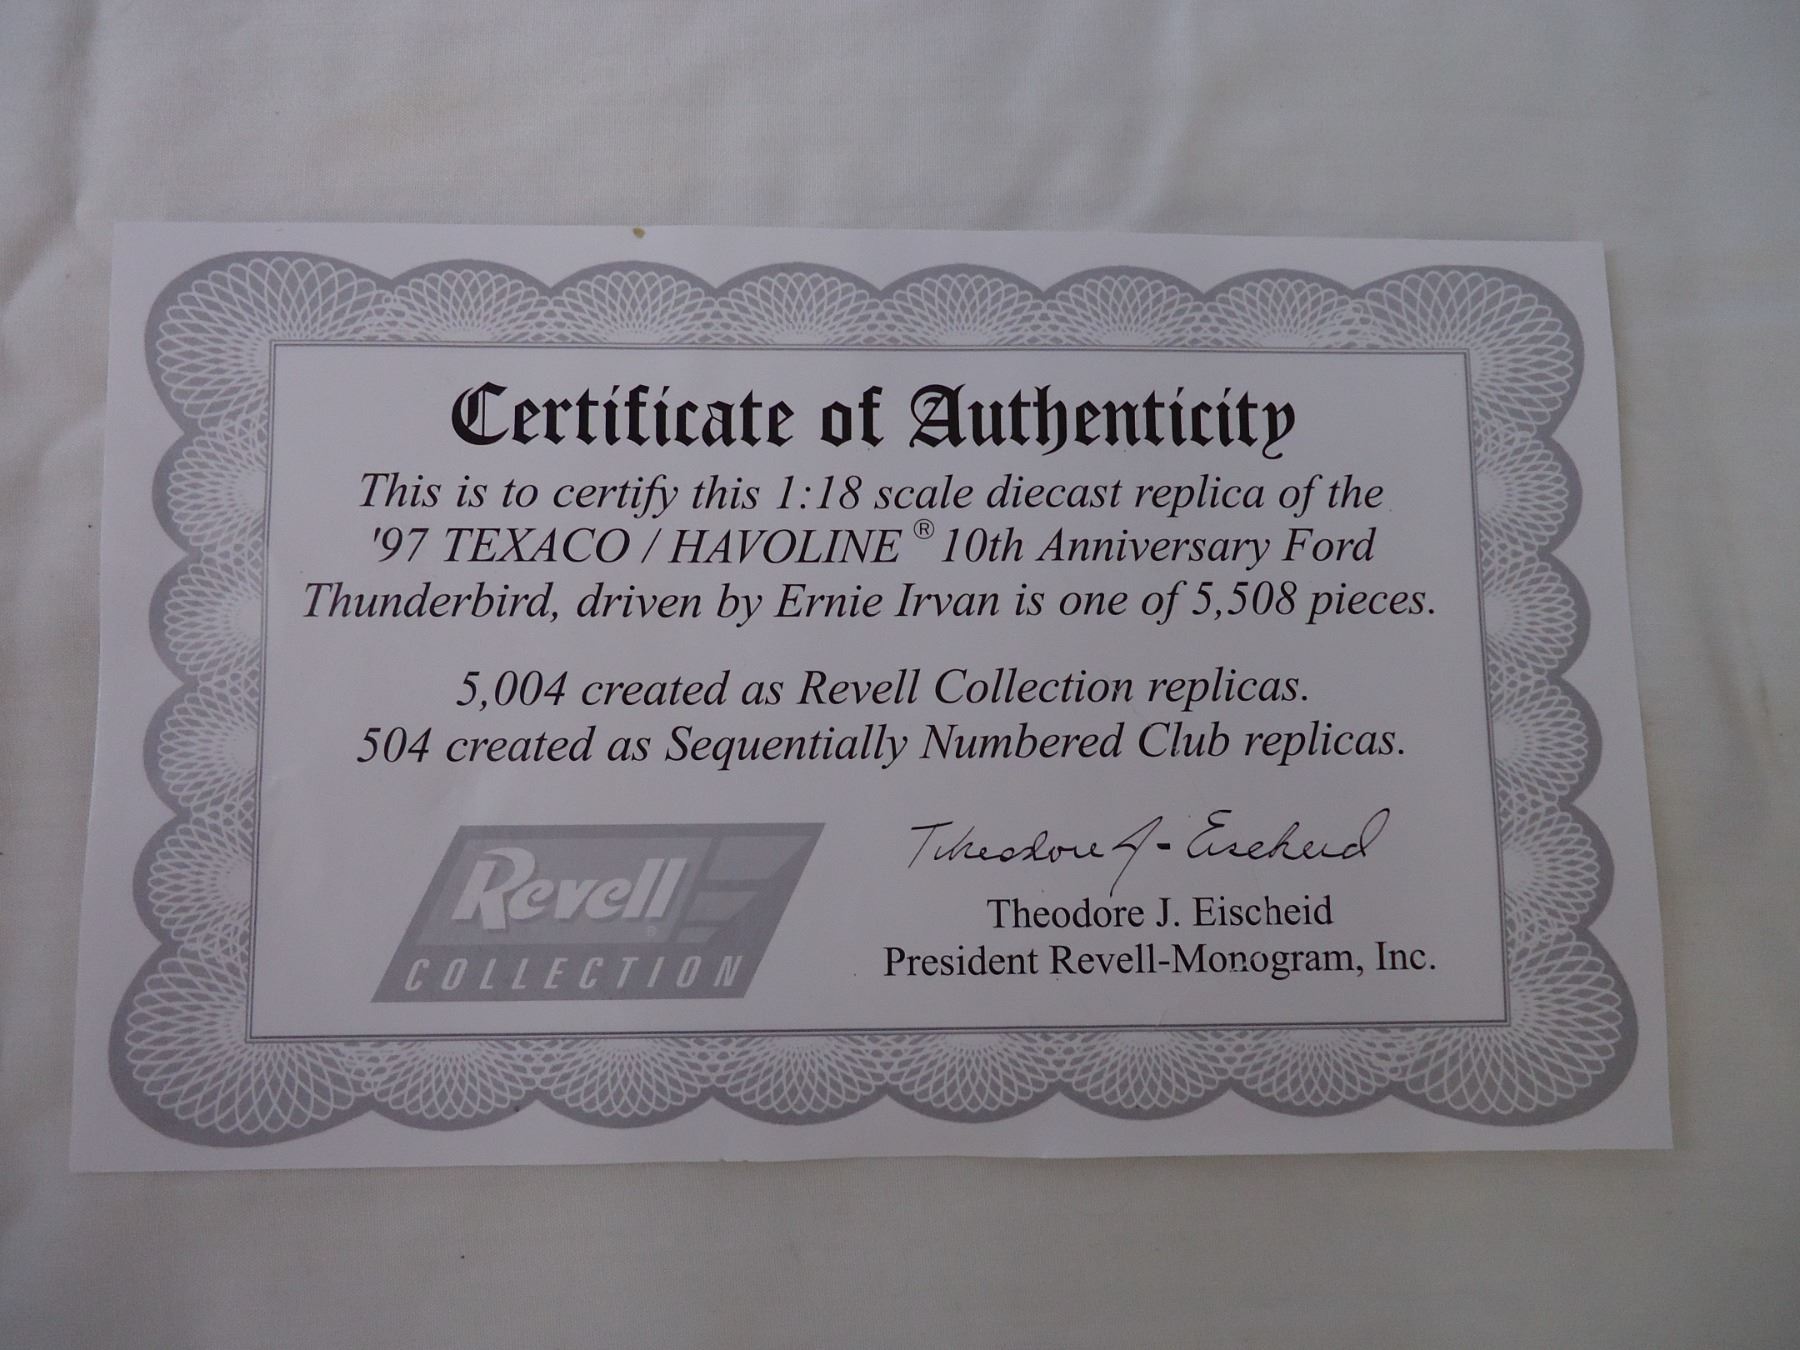 Certificate of Authenticity
This is to certify this 1:18 scale diecast replica of the
'97 TEXACO / HAVOLINE ® 10th Anniversary Ford
Thunderbird, driven by Ernie Irvan is one of 5,508 pieces.
5,004 created as Revell Collection replicas.
504 created as Sequentially Numbered Club replicas.
Revell ®
COLLECTION
Theodore J. Eischeid
Theodore J. Eischeid
President Revell-Monogram, Inc.